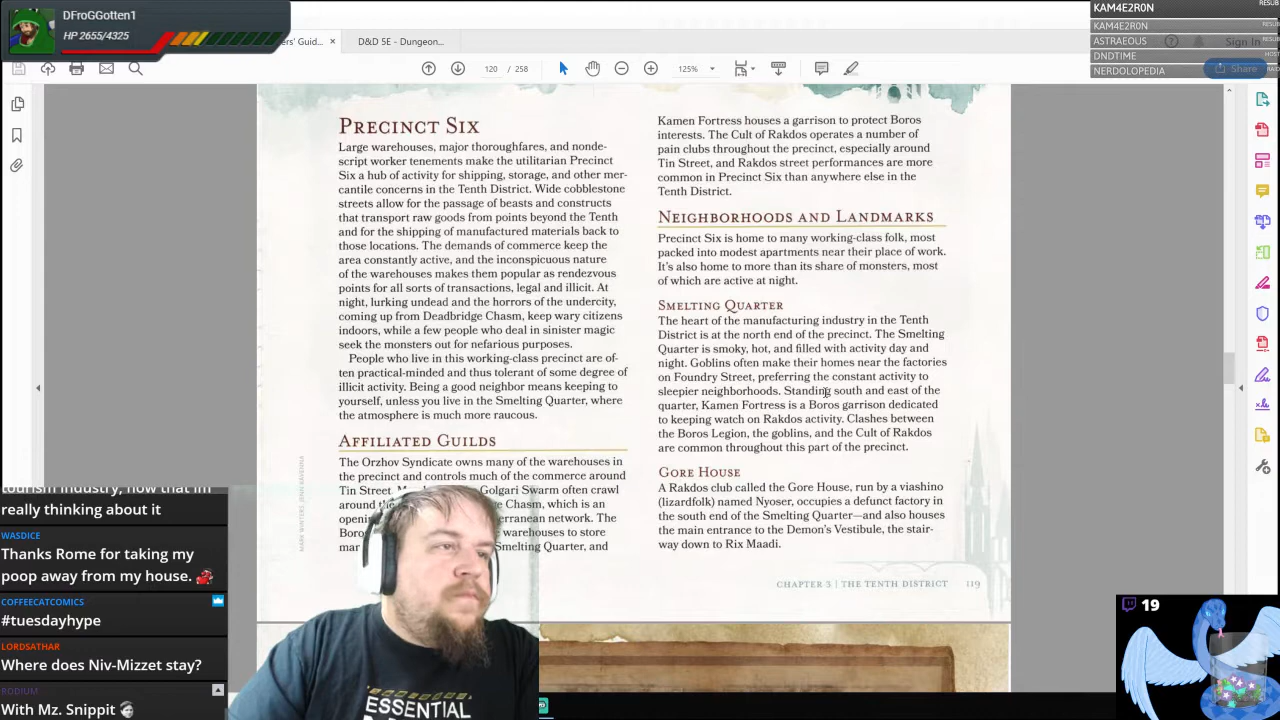 DFroGGotten1
HP 2655/4325
ers' Guid...
D&D 5E - Dungeon...
120 / 258
125%
Sign In
Share
KAM4E2R0N
RESUB
KAM4E2R0N
RESUB
ASTRAEOUS
RESUB
DNDTIME
HOST
NERDOLOPEDIA
PRECINCT SIX
Large warehouses, major thoroughfares, and nonde-
script worker tenements make the utilitarian Precinct
Six a hub of activity for shipping, storage, and other mer-
cantile concerns in the Tenth District. Wide cobblestone
streets allow for the passage of beasts and constructs
that transport raw goods from points beyond the Tenth
and for the shipping of manufactured materials back to
those locations. The demands of commerce keep the
area constantly active, and the inconspicuous nature
of the warehouses makes them popular as rendezvous
points for all sorts of transactions, legal and illicit. At
night, lurking undead and the horrors of the undercity,
coming up from Deadbridge Chasm, keep wary citizens
indoors, while a few people who deal in sinister magic
seek the monsters out for nefarious purposes.
People who live in this working-class precinct are of-
ten practical-minded and thus tolerant of some degree of
illicit activity. Being a good neighbor means keeping to
yourself, unless you live in the Smelting Quarter, where
the atmosphere is much more raucous.
AFFILIATED GUILDS
The Orzhov Syndicate owns many of the warehouses in
the precinct and controls much of the commerce around
Tin Street. Golgari Swarm often crawl
around the Chasm, which is an
openi rranean network. The
Boro warehouses to store
mar Smelting Quarter, and
Kamen Fortress houses a garrison to protect Boros
interests. The Cult of Rakdos operates a number of
pain clubs throughout the precinct, especially around
Tin Street, and Rakdos street performances are more
common in Precinct Six than anywhere else in the
Tenth District.
NEIGHBORHOODS AND LANDMARKS
Precinct Six is home to many working-class folk, most
packed into modest apartments near their place of work.
It's also home to more than its share of monsters, most
of which are active at night.
SMELTING QUARTER
The heart of the manufacturing industry in the Tenth
District is at the north end of the precinct. The Smelting
Quarter is smoky, hot, and filled with activity day and
night. Goblins often make their homes near the factories
on Foundry Street, preferring the constant activity to
sleepier neighborhoods. Standing south and east of the
quarter, Kamen Fortress is a Boros garrison dedicated
to keeping watch on Rakdos activity. Clashes between
the Boros Legion, the goblins, and the Cult of Rakdos
are common throughout this part of the precinct.
GORE HOUSE
A Rakdos club called the Gore House, run by a viashino
(lizardfolk) named Nyoser, occupies a defunct factory in
the south end of the Smelting Quarter—and also houses
the main entrance to the Demon's Vestibule, the stair-
way down to Rix Maadi.
CHAPTER 3 | THE TENTH DISTRICT 119
MARK WINTERS, JOHN RAVENNA
tourism industry, now that im
really thinking about it
WASDICE
Thanks Rome for taking my
poop away from my house.
COFFEECATCOMICS
#tuesdayhype
LORDSATHAR
Where does Niv-Mizzet stay?
RODIUM
With Mz. Snippit
ESSENTIAL
19